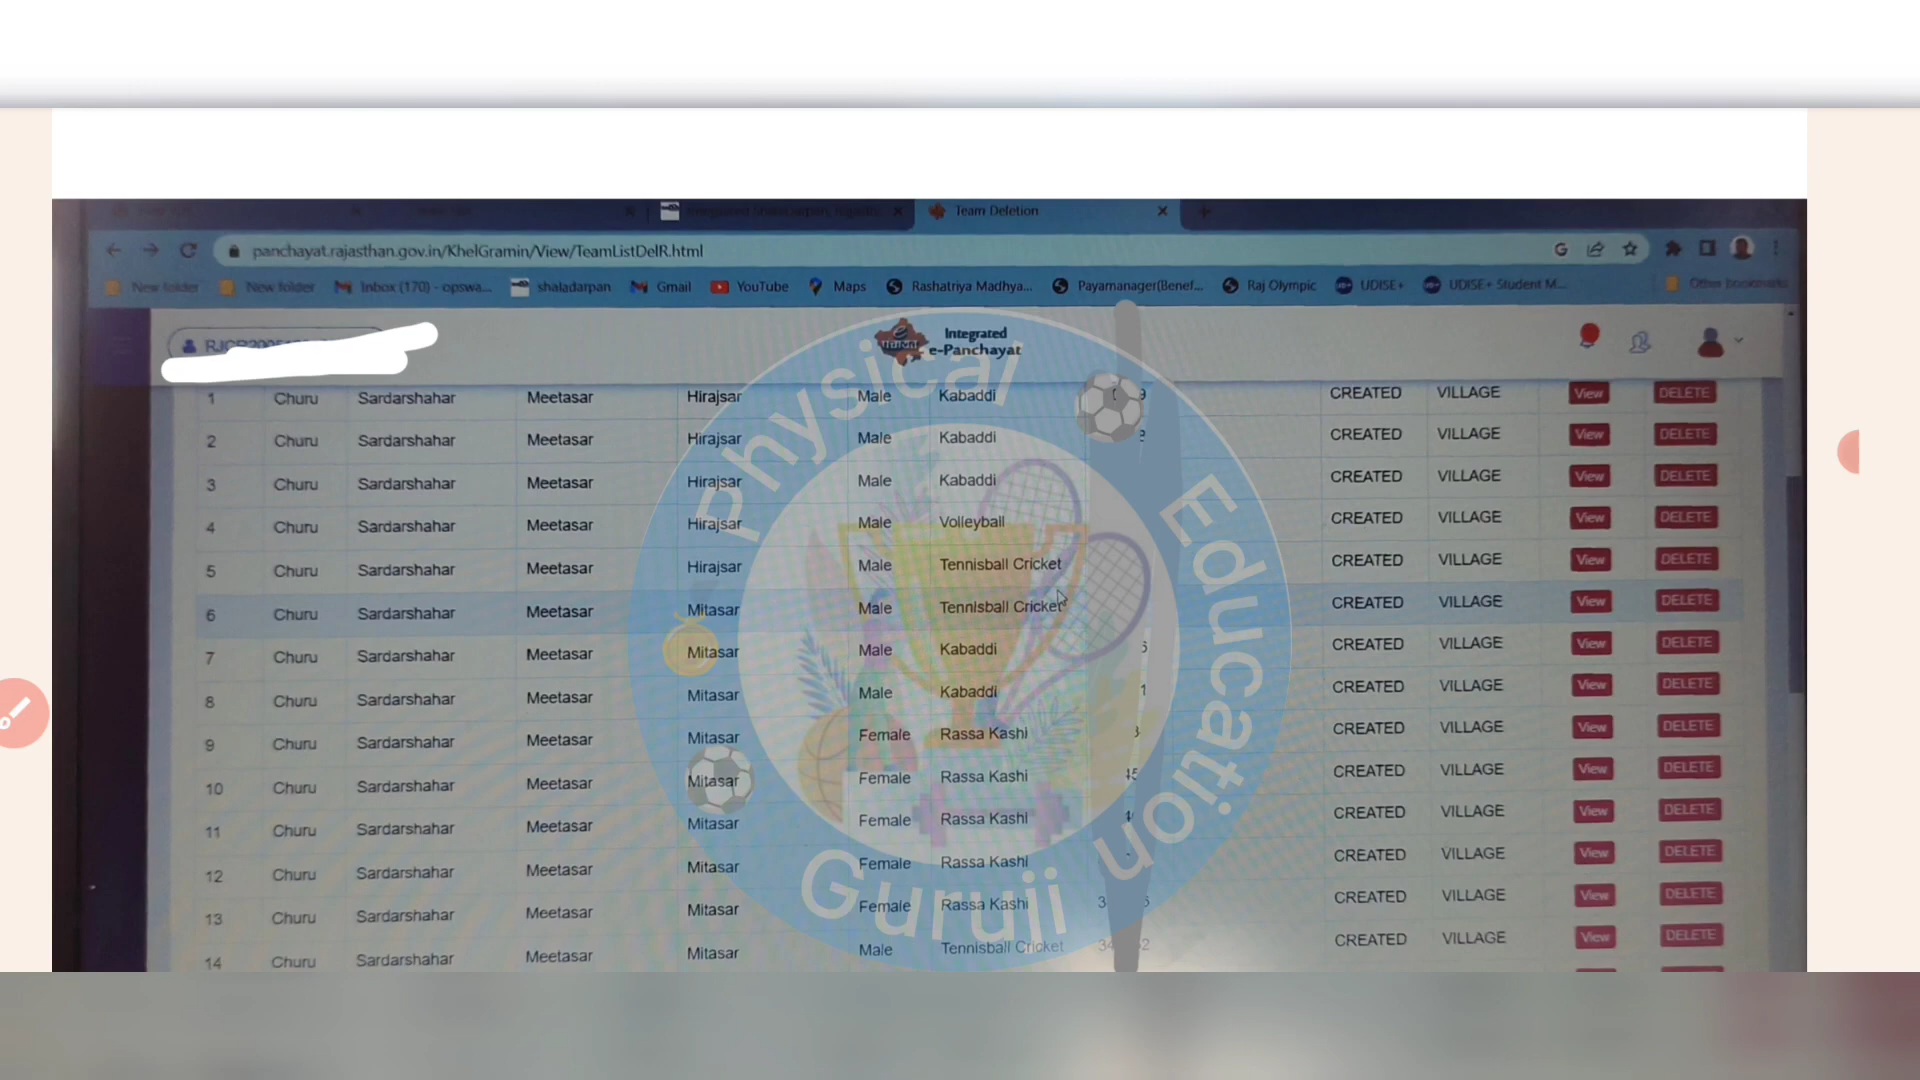 Team Deletion
panchayat.rajasthan.gov.in/KhelGramin/View/TeamListDelR.html
New folder New folder Inbox (170) - opswa... shaladarpan Gmail YouTube Maps Rashatriya Madhya... Payamanager(Benef... Raj Olympic UDISE+ UDISE+ Student M... Other bookmarks
Integrated
e-Panchayat
1 Churu Sardarshahar Meetasar Hirajsar Male Kabaddi CREATED VILLAGE View DELETE
2 Churu Sardarshahar Meetasar Hirajsar Male Kabaddi CREATED VILLAGE View DELETE
3 Churu Sardarshahar Meetasar Hirajsar Male Kabaddi CREATED VILLAGE View DELETE
4 Churu Sardarshahar Meetasar Hirajsar Male Volleyball CREATED VILLAGE View DELETE
5 Churu Sardarshahar Meetasar Hirajsar Male Tennisball Cricket CREATED VILLAGE View DELETE
6 Churu Sardarshahar Meetasar Mitasar Male Tennisball Cricket CREATED VILLAGE View DELETE
7 Churu Sardarshahar Meetasar Mitasar Male Kabaddi CREATED VILLAGE View DELETE
8 Churu Sardarshahar Meetasar Mitasar Male Kabaddi CREATED VILLAGE View DELETE
9 Churu Sardarshahar Meetasar Mitasar Female Rassa Kashi CREATED VILLAGE View DELETE
10 Churu Sardarshahar Meetasar Mitasar Female Rassa Kashi CREATED VILLAGE View DELETE
11 Churu Sardarshahar Meetasar Mitasar Female Rassa Kashi CREATED VILLAGE View DELETE
12 Churu Sardarshahar Meetasar Mitasar Female Rassa Kashi CREATED VILLAGE View DELETE
13 Churu Sardarshahar Meetasar Mitasar Female Rassa Kashi CREATED VILLAGE View DELETE
14 Churu Sardarshahar Meetasar Mitasar Male Tennisball Cricket CREATED VILLAGE View DELETE
Physical Education
Guruji